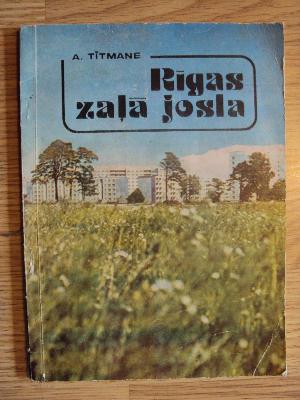 A. TĪTMANE
Rīgas
zaļā josla